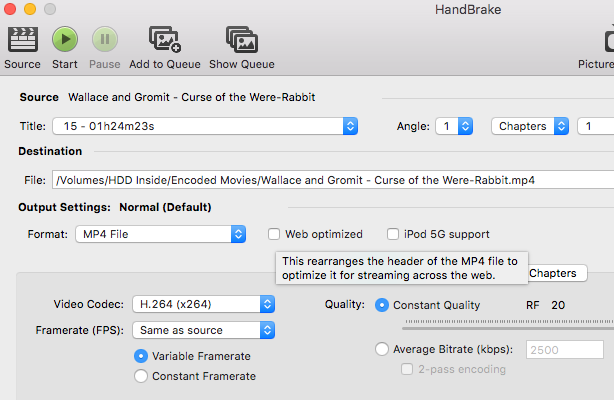 HandBrake
Source Start Pause Add to Queue Show Queue
Source Wallace and Gromit - Curse of the Were-Rabbit
Title: 15 - 01h24m23s Angle: 1 Chapters 1
Destination
File: /Volumes/HDD Inside/Encoded Movies/Wallace and Gromit - Curse of the Were-Rabbit.mp4
Output Settings: Normal (Default)
Format: MP4 File Web optimized iPod 5G support
This rearranges the header of the MP4 file to
optimize it for streaming across the web.
Chapters
Video Codec: H.264 (x264) Quality: Constant Quality RF 20
Framerate (FPS): Same as source
Variable Framerate Average Bitrate (kbps): 2500
Constant Framerate 2-pass encoding